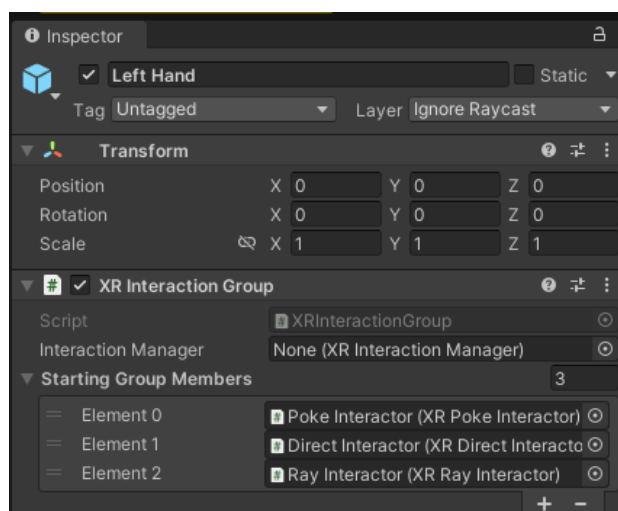 Inspector
Left Hand Static
Tag Untagged Layer Ignore Raycast
Transform
Position X 0 Y 0 Z 0
Rotation X 0 Y 0 Z 0
Scale X 1 Y 1 Z 1
# XR Interaction Group
Script # XRInteractionGroup
Interaction Manager None (XR Interaction Manager)
Starting Group Members 3
Element 0 # Poke Interactor (XR Poke Interactor)
Element 1 # Direct Interactor (XR Direct Interacto
Element 2 # Ray Interactor (XR Ray Interactor)
+ −